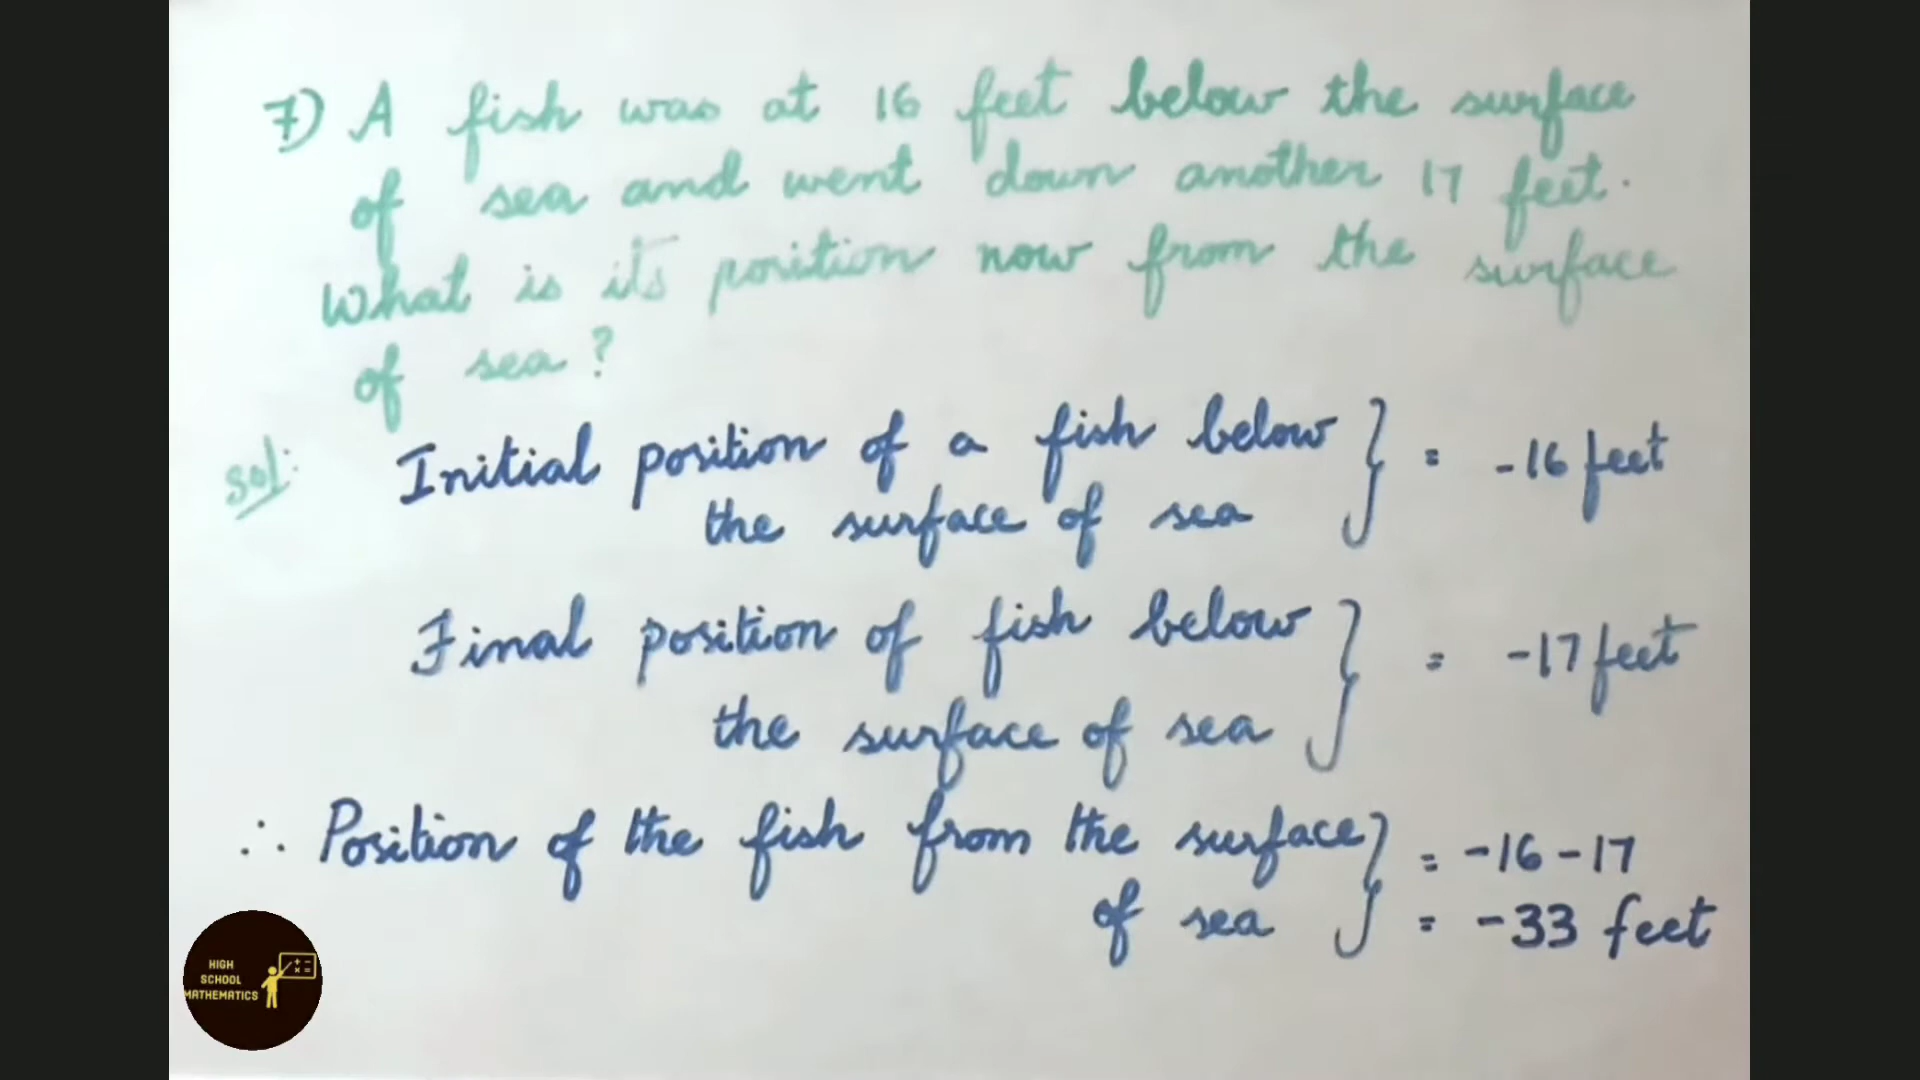 7) A fish was at 16 feet below the surface
of sea and went down another 17 feet.
What is its position now from the surface
of sea?
Sol: Initial position of a fish below } = -16 feet
the surface of sea
Final position of fish below } = -17 feet
the surface of sea
∴ Position of the fish from the surface } = -16-17
of sea = -33 feet
HIGH
SCHOOL
MATHEMATICS